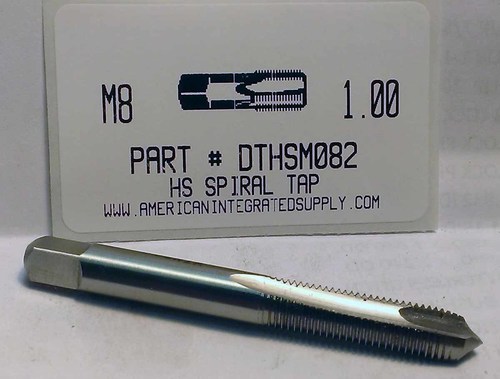 M8 1.00
PART # DTHSM082
HS SPIRAL TAP
WWW.AMERICANINTEGRATEDSUPPLY.COM